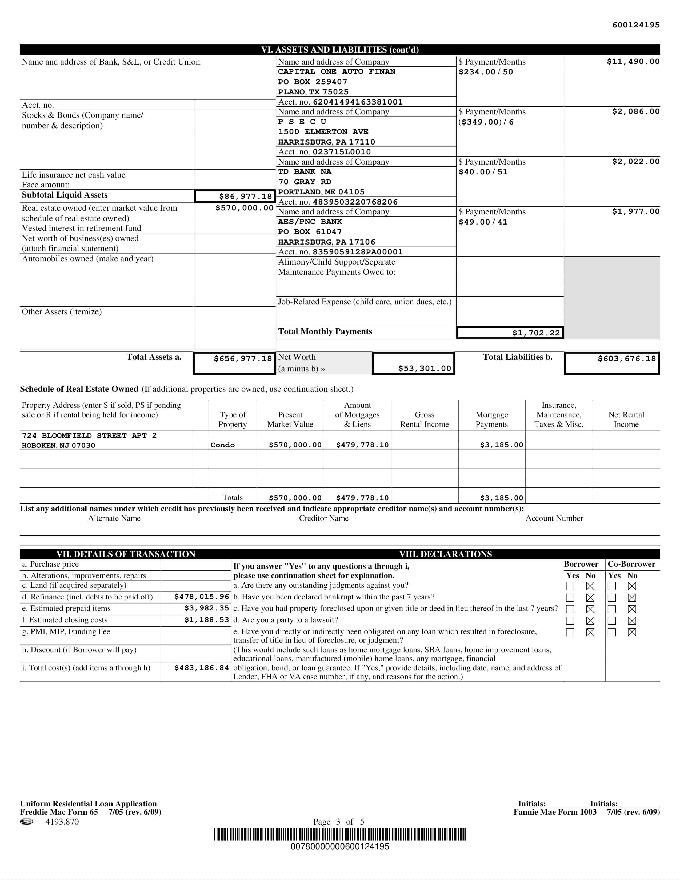 600124195
VI. ASSETS AND LIABILITIES (cont'd)
Name and address of Bank, S&L, or Credit Union
Acct. no.
Stocks & Bonds (Company name/
number & description)
Life insurance net cash value
Face amount:
Subtotal Liquid Assets $86,977.18
Real estate owned (enter market value from $570,000.00
schedule of real estate owned)
Vested interest in retirement fund
Net worth of business(es) owned
(attach financial statement)
Automobiles owned (make and year)
Other Assets (itemize)
Name and address of Company $ Payment/Months $11,490.00
CAPITAL ONE AUTO FINAN $234.00/50
PO BOX 259407
PLANO, TX 75025
Acct. no. 62041494163381001
Name and address of Company $ Payment/Months $2,086.00
P S E C U ($349.00)/6
1500 ELMERTON AVE
HARRISBURG, PA 17110
Acct. no. 023715L0010
Name and address of Company $ Payment/Months $2,022.00
TD BANK NA $40.00/51
70 GRAY RD
PORTLAND, ME 04105
Acct. no. 4839503220768206
Name and address of Company $ Payment/Months $1,977.00
AES/PNC BANK $49.00/41
PO BOX 61047
HARRISBURG, PA 17106
Acct. no. 8359059128PA00001
Alimony/Child Support/Separate
Maintenance Payments Owed to:
Job-Related Expense (child care, union dues, etc.)
Total Monthly Payments $1,702.22
Total Assets a. $656,977.18 Net Worth (a minus b) » $53,301.00 Total Liabilities b. $603,676.18
Schedule of Real Estate Owned (If additional properties are owned, use continuation sheet.)
Property Address (enter S if sold, PS if pending
sale or R if rental being held for income)
Type of
Property
Present
Market Value
Amount
of Mortgages
& Liens
Gross
Rental Income
Mortgage
Payments
Insurance,
Maintenance,
Taxes & Misc.
Net Rental
Income
724 BLOOMFIELD STREET APT 2
HOBOKEN, NJ 07030 Condo $570,000.00 $479,778.10 $3,185.00
Totals $570,000.00 $479,778.10 $3,185.00
List any additional names under which credit has previously been received and indicate appropriate creditor name(s) and account number(s):
Alternate Name Creditor Name Account Number
VII. DETAILS OF TRANSACTION
a. Purchase price
b. Alterations, improvements, repairs
c. Land (if acquired separately)
d. Refinance (incl. debts to be paid off) $478,015.96
e. Estimated prepaid items $3,982.35
f. Estimated closing costs $1,188.53
g. PMI, MIP, Funding Fee
h. Discount (if Borrower will pay)
i. Total cost(s) (add items a through h) $483,186.84
VIII. DECLARATIONS
If you answer "Yes" to any questions a through i,
please use continuation sheet for explanation.
Borrower Co-Borrower
Yes No Yes No
a. Are there any outstanding judgments against you?
b. Have you been declared bankrupt within the past 7 years?
c. Have you had property foreclosed upon or given title or deed in lieu thereof in the last 7 years?
d. Are you a party to a lawsuit?
e. Have you directly or indirectly been obligated on any loan which resulted in foreclosure,
transfer of title in lieu of foreclosure, or judgment?
(This would include such loans as home mortgage loans, SBA loans, home improvement loans,
educational loans, manufactured (mobile) home loans, any mortgage, financial
obligation, bond, or loan guarantee. If "Yes," provide details, including date, name, and address of
Lender, FHA or VA case number, if any, and reasons for the action.)
Uniform Residential Loan Application
Freddie Mac Form 65 7/05 (rev. 6/09)
4193.870
Page 3 of 5
0078000000600124195
Initials: Initials:
Fannie Mae Form 1003 7/05 (rev. 6/09)